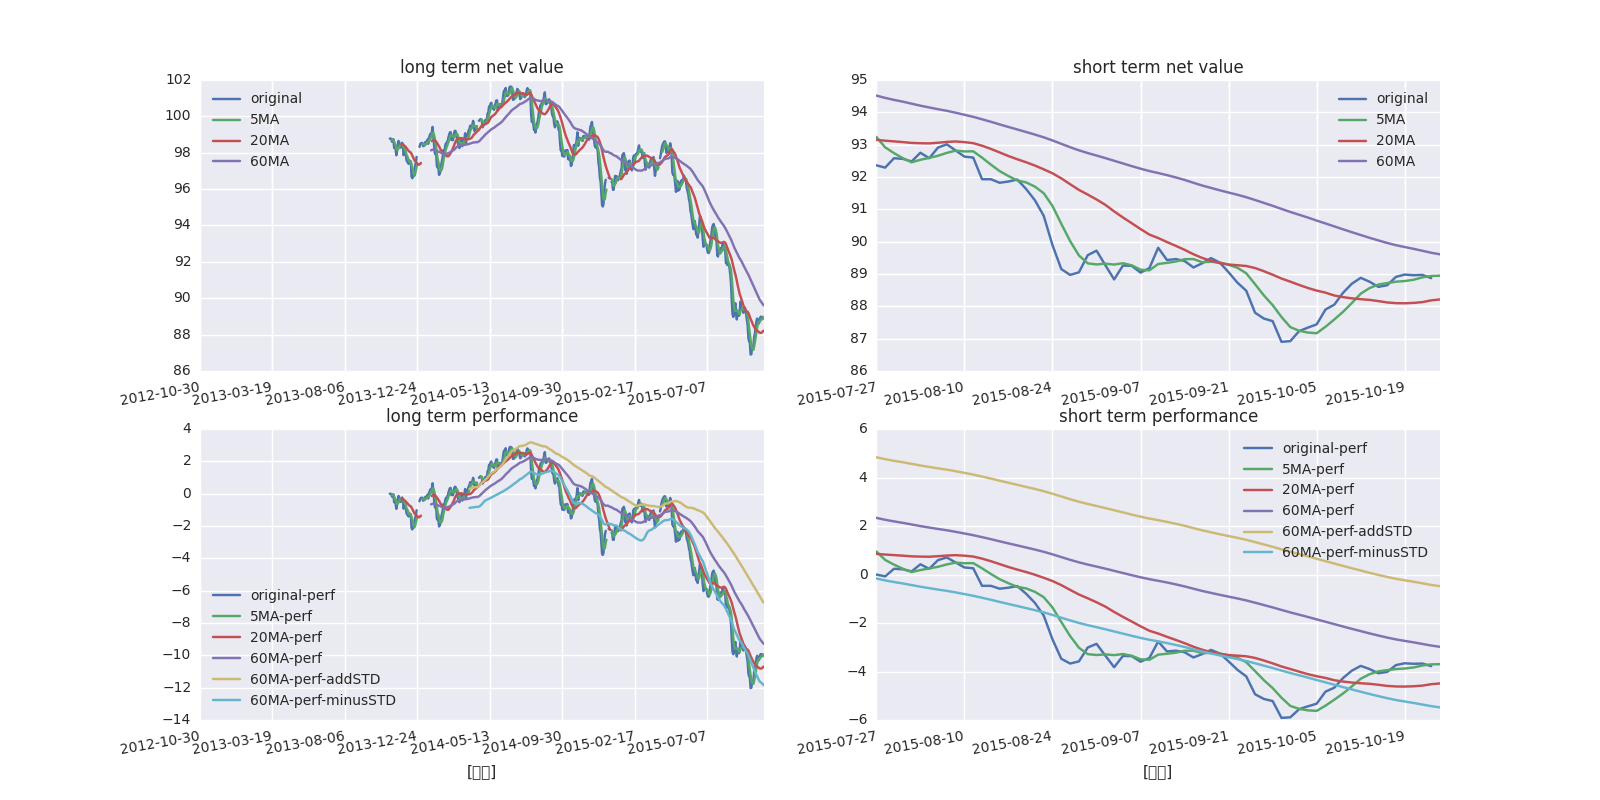 long term net value
102
100
98
96
94
92
90
88
86
original
5MA
20MA
60MA
2012-10-30
2013-03-19
2013-08-06
2013-12-24
2014-05-13
2014-09-30
2015-02-17
2015-07-07
short term net value
95
94
93
92
91
90
89
88
87
86
original
5MA
20MA
60MA
2015-07-27
2015-08-10
2015-08-24
2015-09-07
2015-09-21
2015-10-05
2015-10-19
long term performance
4
2
0
−2
−4
−6
−8
−10
−12
−14
original-perf
5MA-perf
20MA-perf
60MA-perf
60MA-perf-addSTD
60MA-perf-minusSTD
2012-10-30
2013-03-19
2013-08-06
2013-12-24
2014-05-13
2014-09-30
2015-02-17
2015-07-07
short term performance
6
4
2
0
−2
−4
−6
original-perf
5MA-perf
20MA-perf
60MA-perf
60MA-perf-addSTD
60MA-perf-minusSTD
2015-07-27
2015-08-10
2015-08-24
2015-09-07
2015-09-21
2015-10-05
2015-10-19